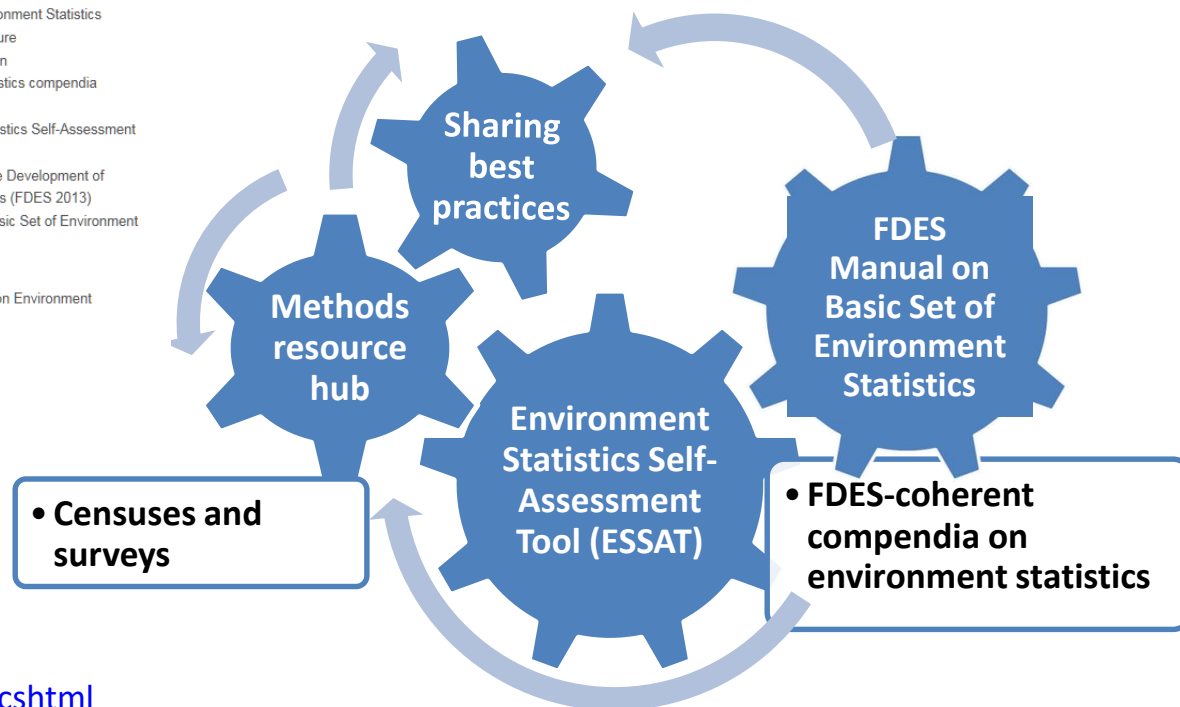 onment Statistics
ure
n
stics compendia
stics Self-Assessment
e Development of
s (FDES 2013)
sic Set of Environment
on Environment
Sharing
best
practices
Methods
resource
hub
FDES
Manual on
Basic Set of
Environment
Statistics
Environment
Statistics Self-
Assessment
Tool (ESSAT)
• Censuses and
surveys
• FDES-coherent
compendia on
environment statistics
cshtml